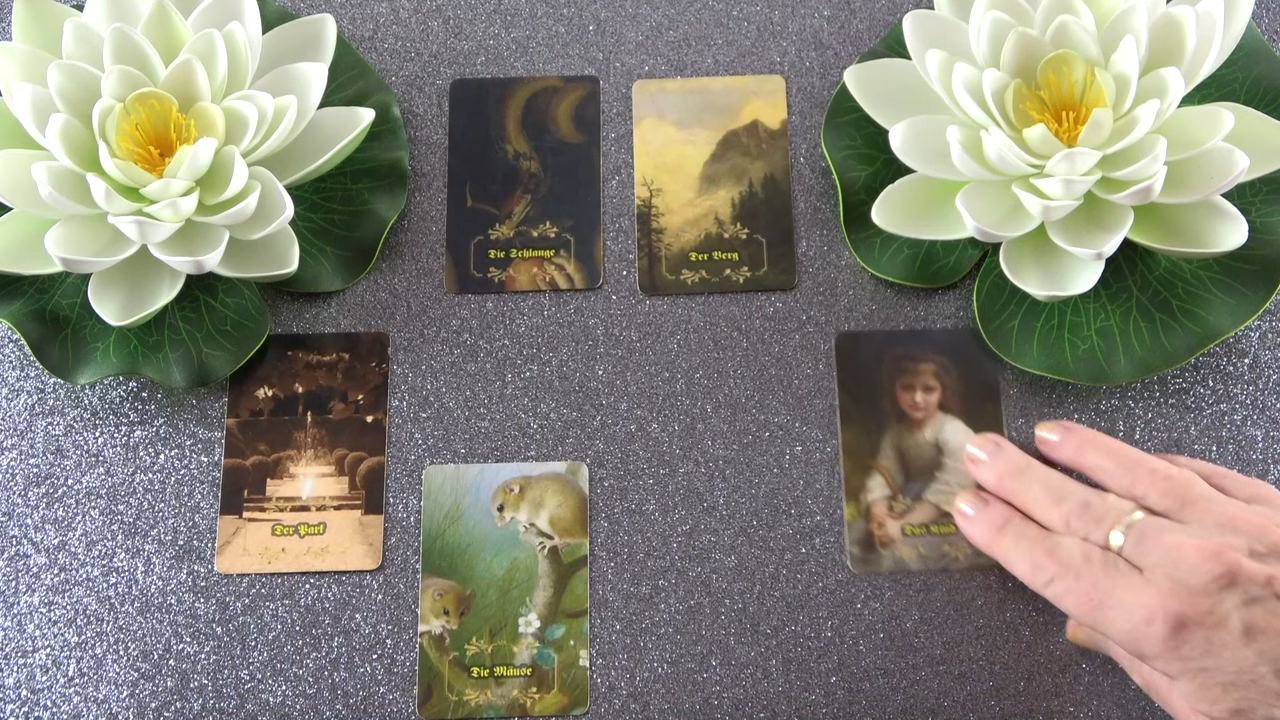 Die Schlange
Der Berg
Der Park
Das Kind
Die Mäuse